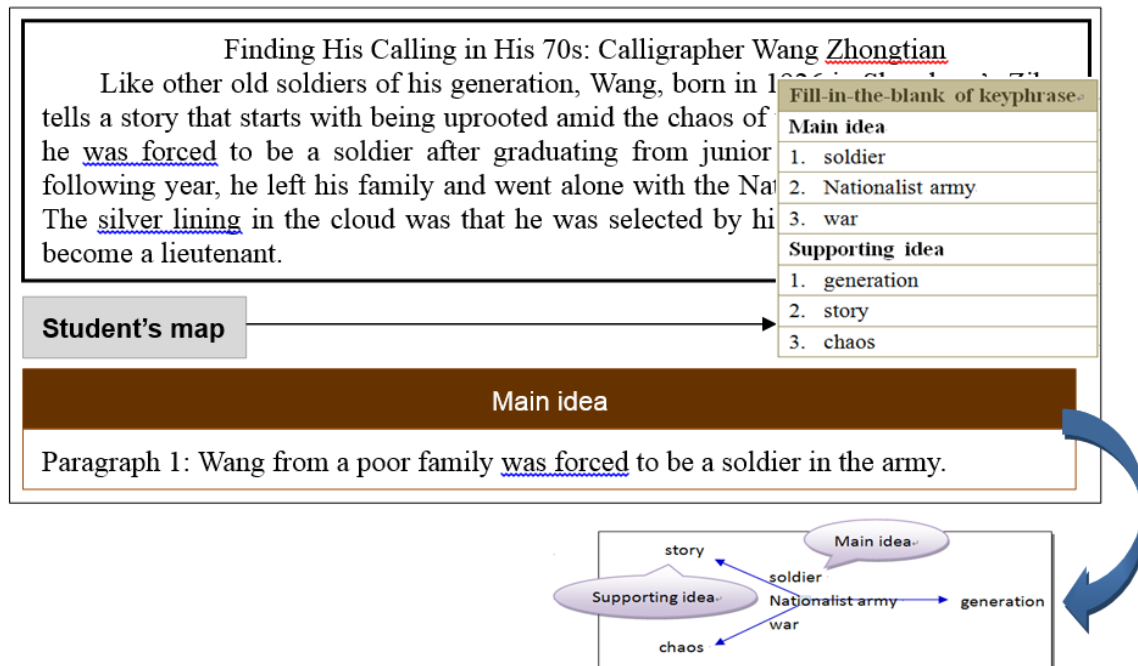 Finding His Calling in His 70s: Calligrapher Wang Zhongtian
Like other old soldiers of his generation, Wang, born in
tells a story that starts with being uprooted amid the chaos of
he was forced to be a soldier after graduating from junior
following year, he left his family and went alone with the
The silver lining in the cloud was that he was selected by
become a lieutenant.
Fill-in-the-blank of keyphrase
Main idea
1. soldier
2. Nationalist army
3. war
Supporting idea
1. generation
2. story
3. chaos
Student's map
Main idea
Paragraph 1: Wang from a poor family was forced to be a soldier in the army.
Main idea
story
soldier
Supporting idea
Nationalist army
generation
war
chaos